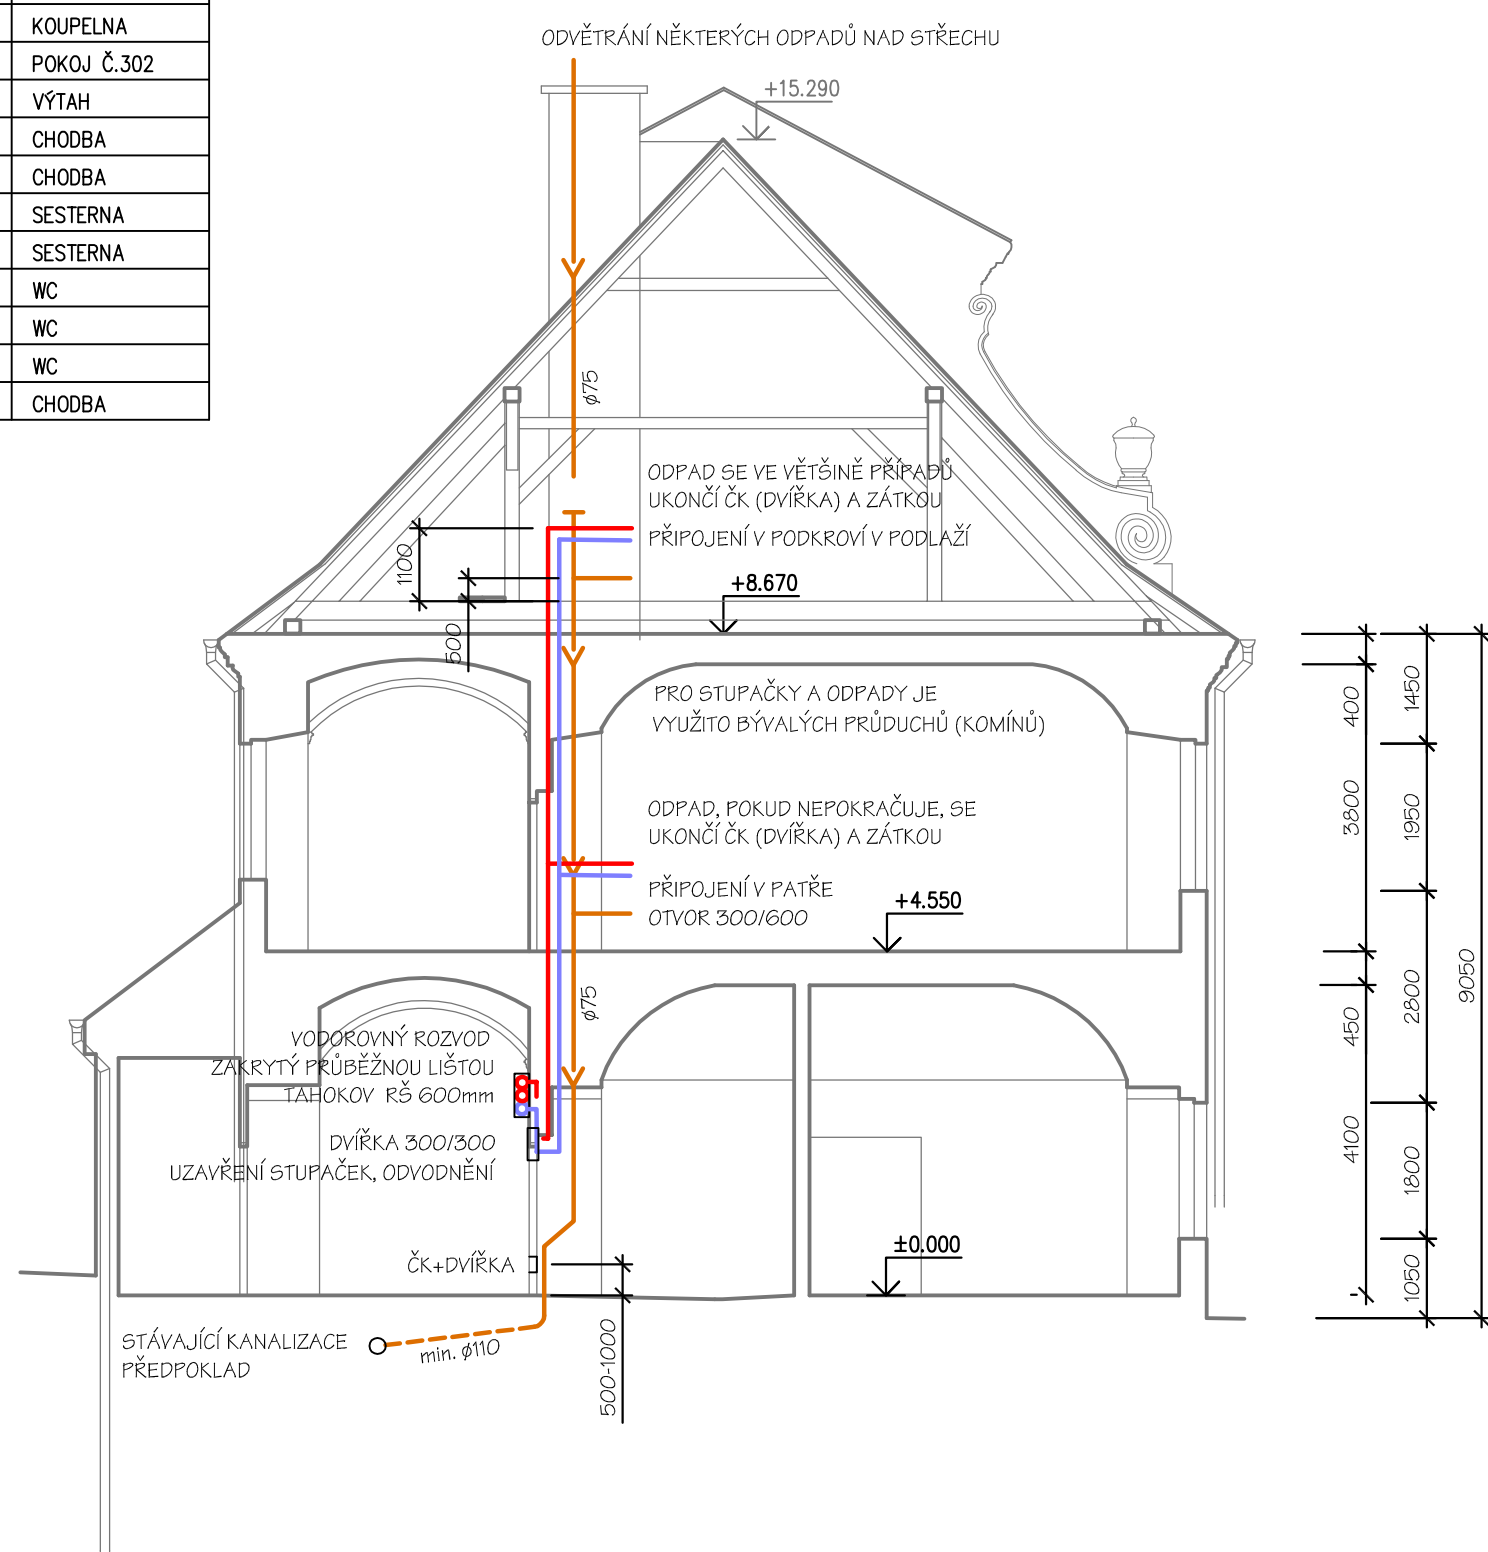 KOUPELNA
POKOJ Č.302
VÝTAH
CHODBA
CHODBA
SESTERNA
SESTERNA
WC
WC
WC
CHODBA
ODVĚTRÁNÍ NĚKTERÝCH ODPADŮ NAD STŘECHU
+15.290
ø75
ODPAD SE VE VĚTŠINĚ PŘÍPADŮ
UKONČÍ ČK (DVÍŘKA) A ZÁTKOU
PŘIPOJENÍ V PODKROVÍ V PODLAŽÍ
1100
500
+8.670
PRO STUPAČKY A ODPADY JE
VYUŽITO BÝVALÝCH PRŮDUCHŮ (KOMÍNŮ)
ODPAD, POKUD NEPOKRAČUJE, SE
UKONČÍ ČK (DVÍŘKA) A ZÁTKOU
PŘIPOJENÍ V PATŘE
OTVOR 300/600
+4.550
ø75
VODOROVNÝ ROZVOD
ZAKRYTÝ PRŮBĚŽNOU LIŠTOU
TAHOKOV RŠ 600mm
DVÍŘKA 300/300
UZAVŘENÍ STUPAČEK, ODVODNĚNÍ
ČK+DVÍŘKA
±0.000
STÁVAJÍCÍ KANALIZACE
PŘEDPOKLAD
min. ø110
500-1000
400
3800
450
4100
-
1450
1950
2800
1800
1050
9050